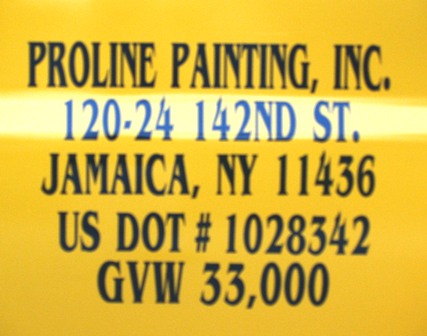 PROLINE PAINTING, INC.
120-24 142ND ST.
JAMAICA, NY 11436
US DOT # 1028342
GVW 33,000